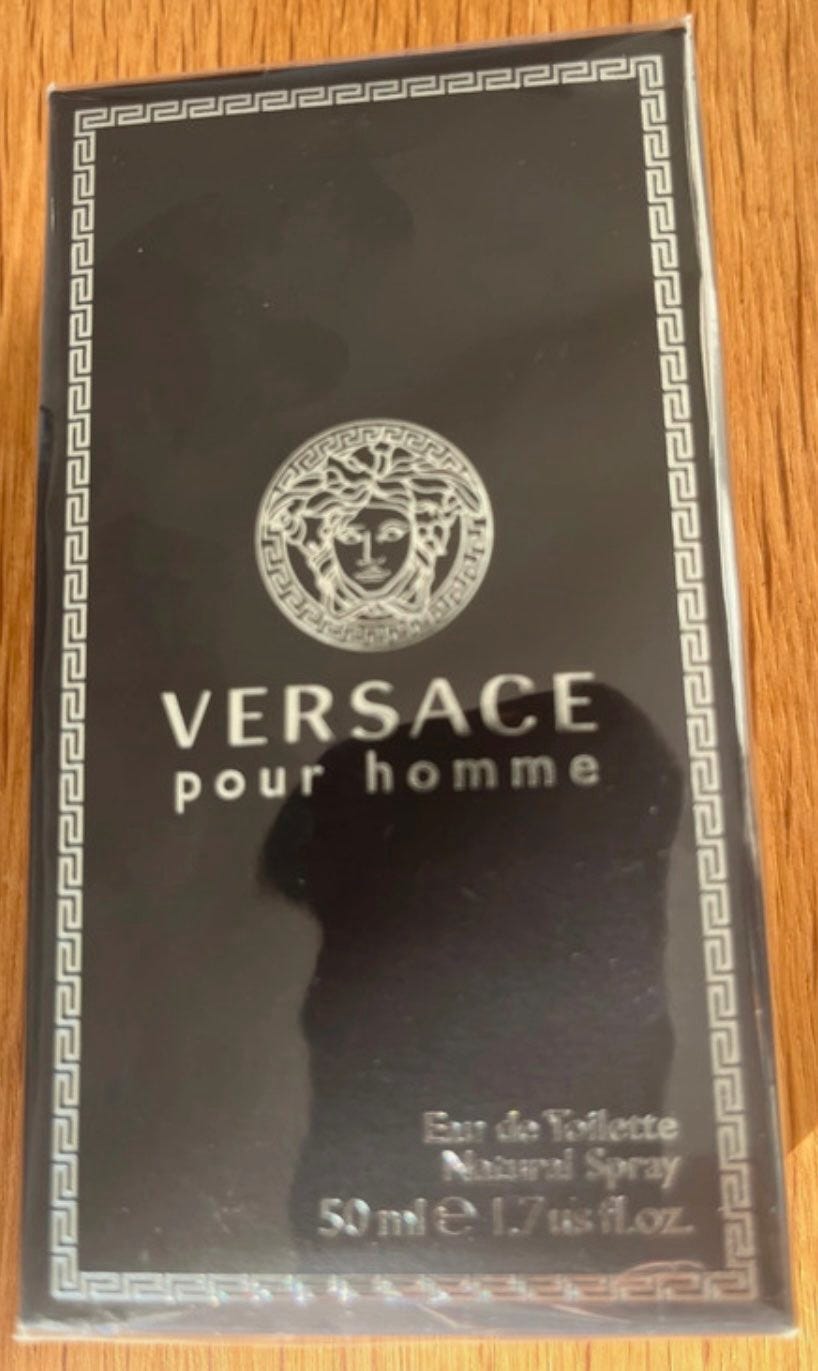 VERSACE
pour homme
Eau de Toilette
Natural Spray
50 ml ℮ 1.7 us fl.oz.